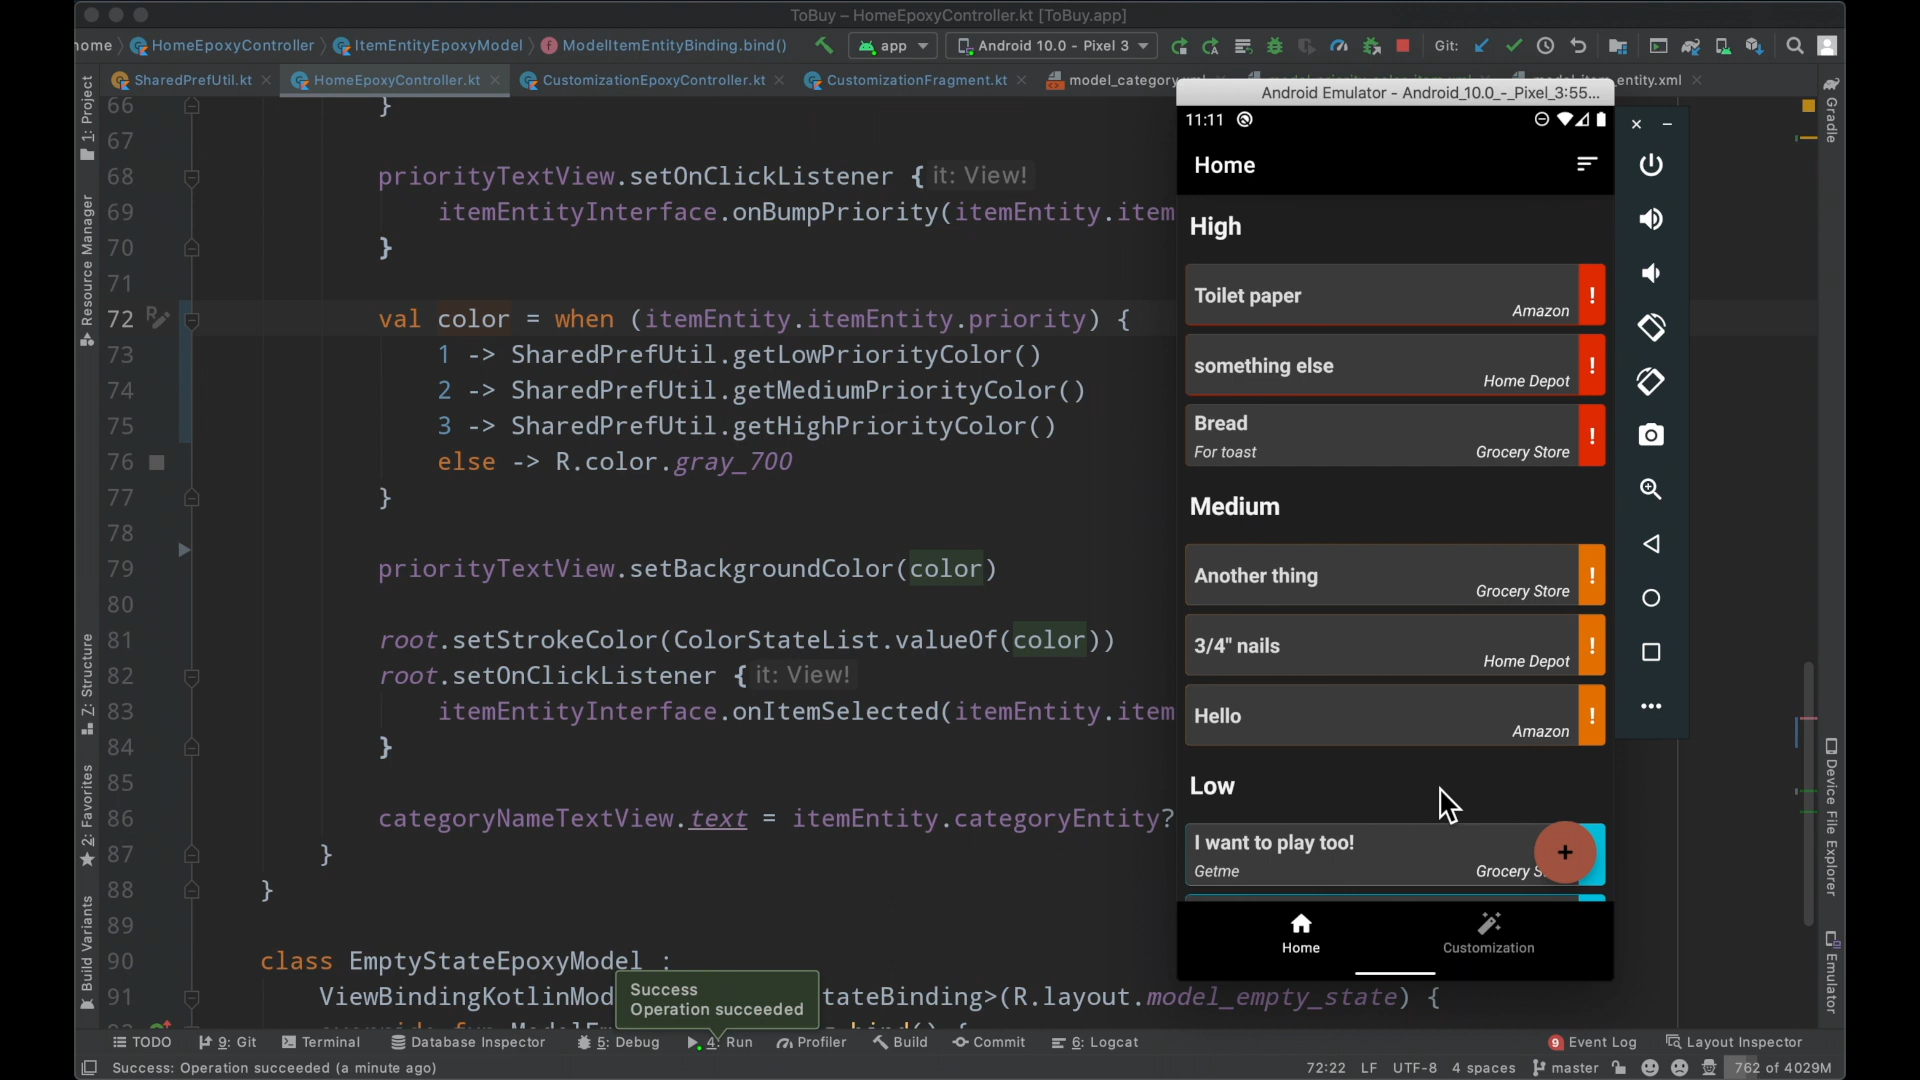 ToBuy – HomeEpoxyController.kt [ToBuy.app]
ome HomeEpoxyController ItemEntityEpoxyModel ModelItemEntityBinding.bind() app Android 10.0 - Pixel 3 Git:
SharedPrefUtil.kt HomeEpoxyController.kt CustomizationEpoxyController.kt CustomizationFragment.kt model_category entity.xml
1: Project
Resource Manager
Z: Structure
2: Favorites
Build Variants
66 }
67
68 priorityTextView.setOnClickListener { it: View!
69 itemEntityInterface.onBumpPriority(itemEntity.item
70 }
71
72 val color = when (itemEntity.itemEntity.priority) {
73 1 -> SharedPrefUtil.getLowPriorityColor()
74 2 -> SharedPrefUtil.getMediumPriorityColor()
75 3 -> SharedPrefUtil.getHighPriorityColor()
76 else -> R.color.gray_700
77 }
78
79 priorityTextView.setBackgroundColor(color)
80
81 root.setStrokeColor(ColorStateList.valueOf(color))
82 root.setOnClickListener { it: View!
83 itemEntityInterface.onItemSelected(itemEntity.item
84 }
85
86 categoryNameTextView.text = itemEntity.categoryEntity?
87 }
88 }
89
90 class EmptyStateEpoxyModel :
91 ViewBindingKotlinMod tateBinding>(R.layout.model_empty_state) {
Success
Operation succeeded
Android Emulator - Android_10.0_-_Pixel_3:55...
11:11
Home
High
Toilet paper
Amazon
!
something else
Home Depot
!
Bread
For toast
Grocery Store
!
Medium
Another thing
Grocery Store
!
3/4" nails
Home Depot
!
Hello
Amazon
!
Low
I want to play too!
Getme
Grocery S
+
Home
Customization
Gradle
Device File Explorer
Emulator
TODO 9: Git Terminal Database Inspector 5: Debug 4: Run Profiler Build Commit 6: Logcat 9 Event Log Layout Inspector
Success: Operation succeeded (a minute ago) 72:22 LF UTF-8 4 spaces master 762 of 4029M